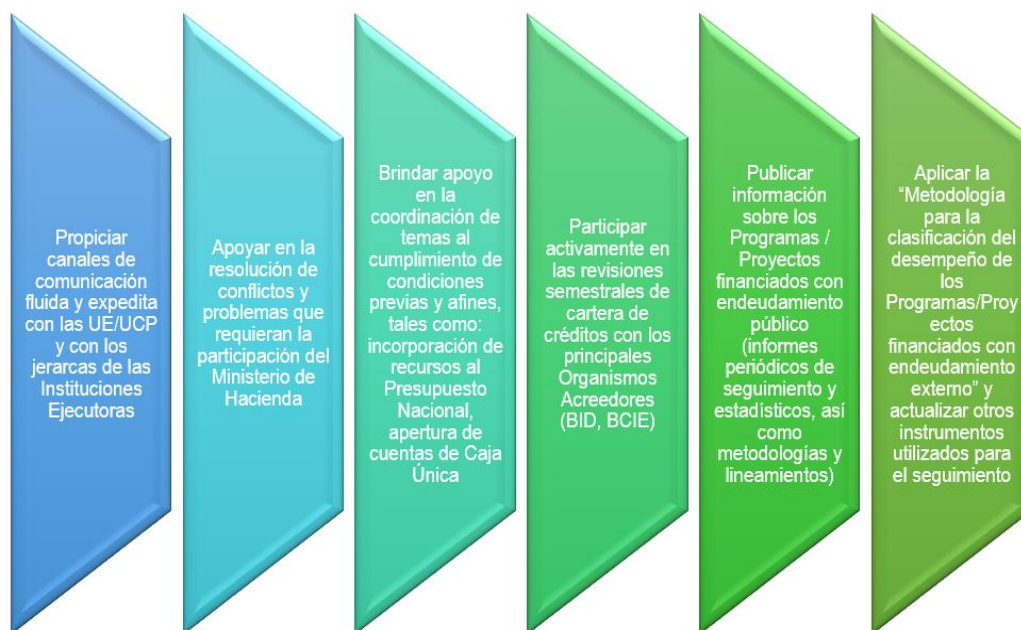 Propiciar
canales de
comunicación
fluida y expedita
con las UE/UCP
y con los
jerarcas de las
Instituciones
Ejecutoras
Apoyar en la
resolución de
conflictos y
problemas que
requieran la
participación del
Ministerio de
Hacienda
Brindar apoyo
en la
coordinación de
temas al
cumplimiento de
condiciones
previas y afines,
tales como:
incorporación de
recursos al
Presupuesto
Nacional,
apertura de
cuentas de Caja
Única
Participar
activamente en
las revisiones
semestrales de
cartera de
créditos con los
principales
Organismos
Acreedores
(BID, BCIE)
Publicar
información
sobre los
Programas /
Proyectos
financiados con
endeudamiento
público
(informes
periódicos de
seguimiento y
estadísticos, así
como
metodologías y
lineamientos)
Aplicar la
“Metodología
para la
clasificación del
desempeño de
los
Programas/Proy
ectos
financiados con
endeudamiento
externo” y
actualizar otros
instrumentos
utilizados para
el seguimiento